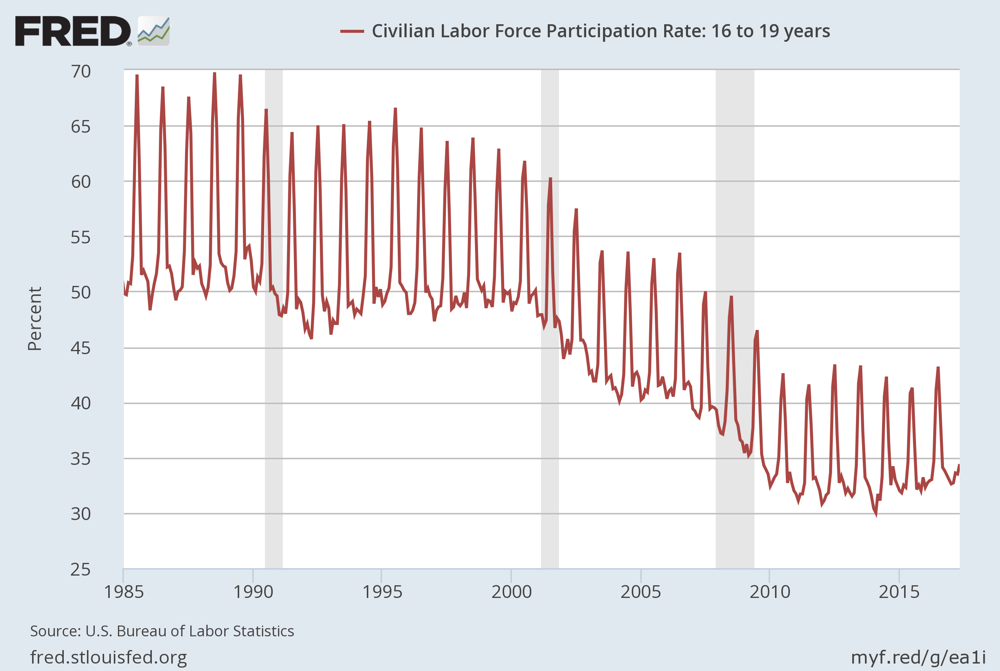 FRED®
Civilian Labor Force Participation Rate: 16 to 19 years
70
65
60
55
50
45
40
35
30
25
Percent
1985 1990 1995 2000 2005 2010 2015
Source: U.S. Bureau of Labor Statistics
fred.stlouisfed.org
myf.red/g/ea1i